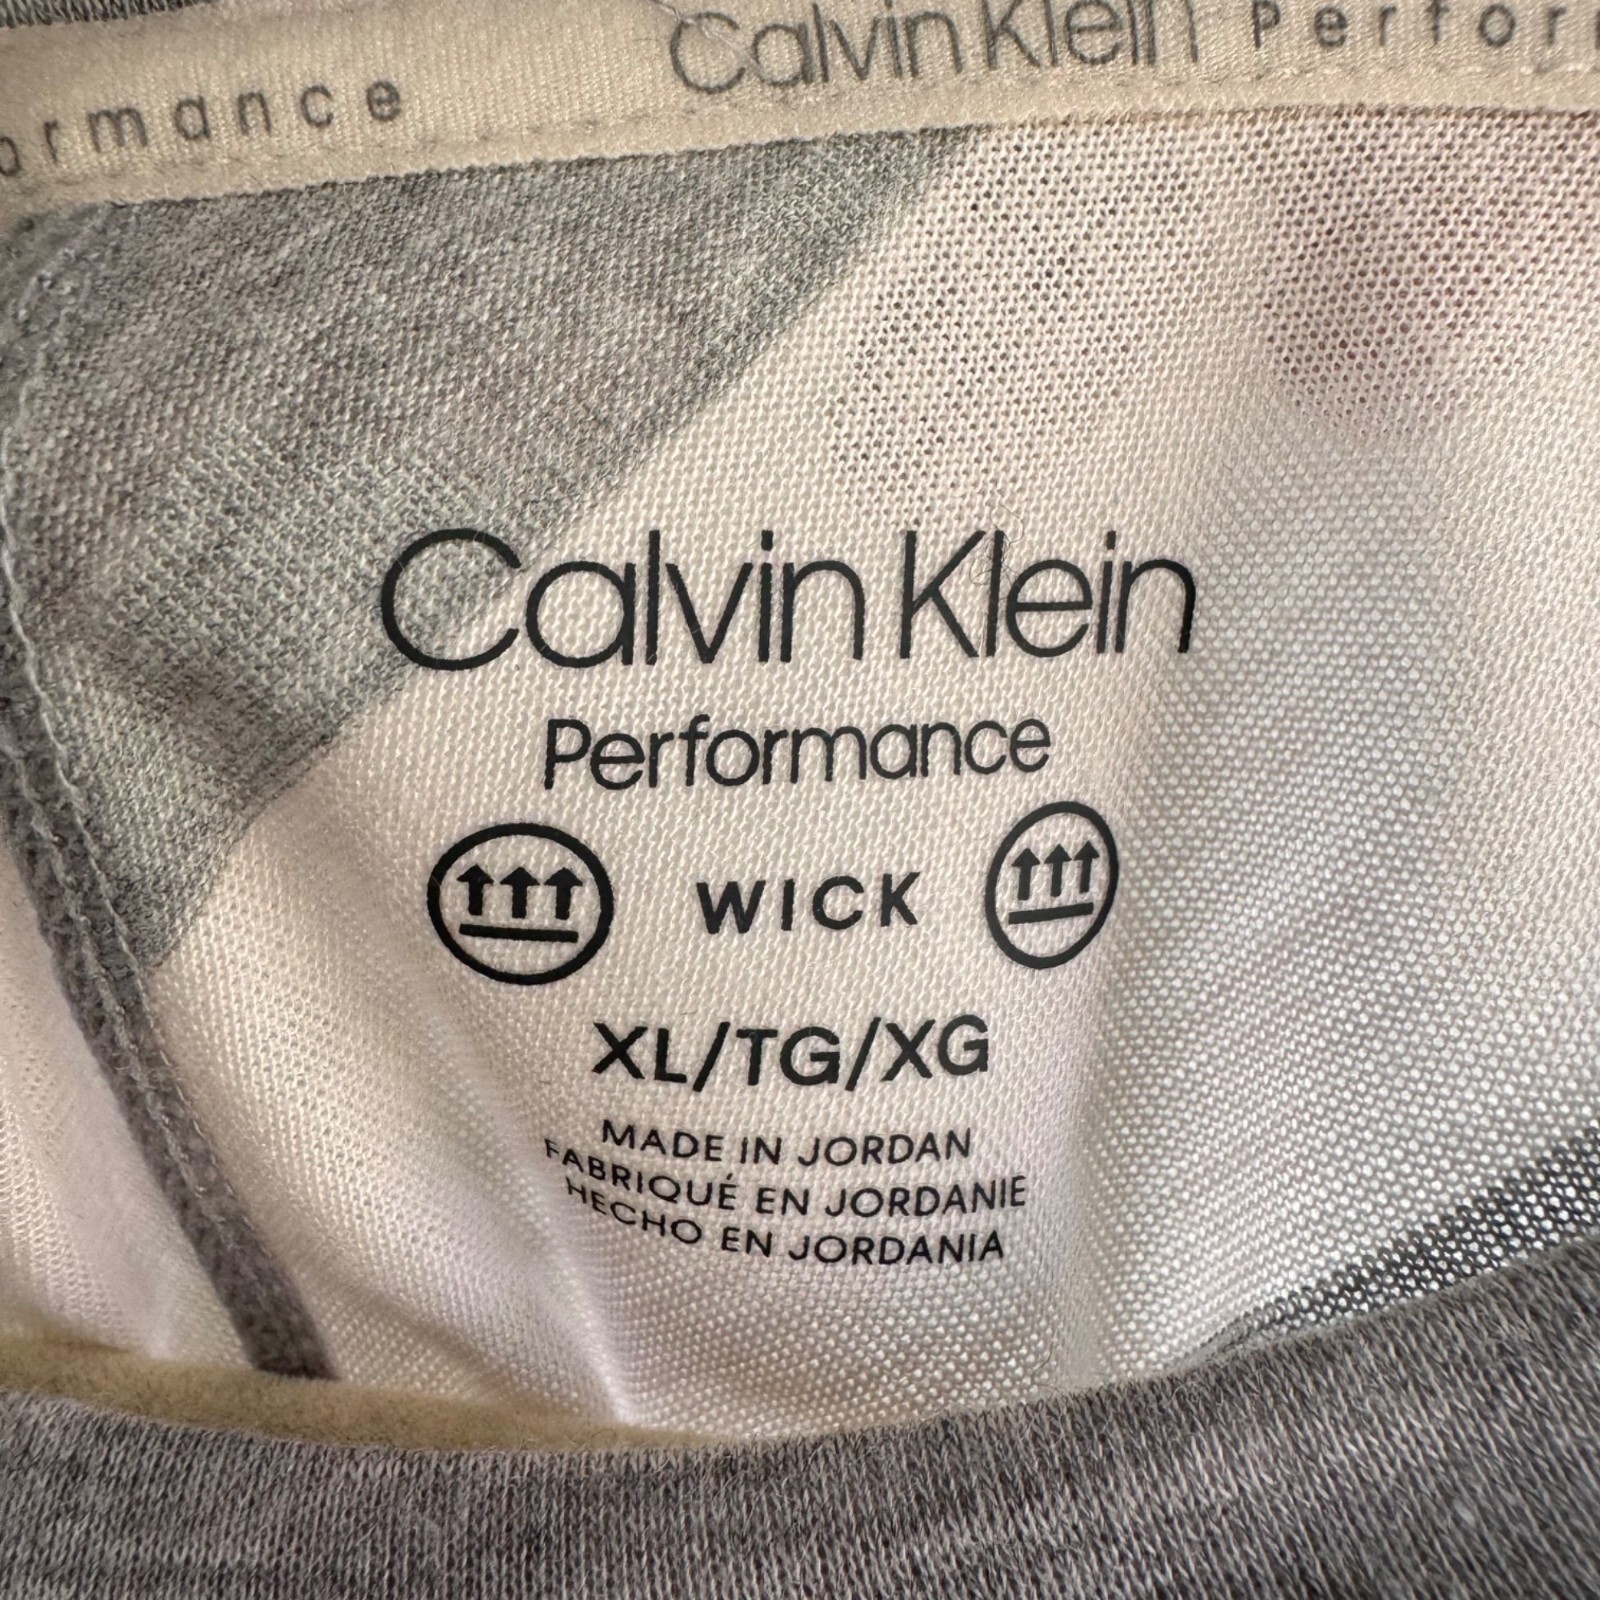 ormance Calvin Klein Perfor
Calvin Klein
Performance
WICK
XL/TG/XG
MADE IN JORDAN
FABRIQUÉ EN JORDANIE
HECHO EN JORDANIA